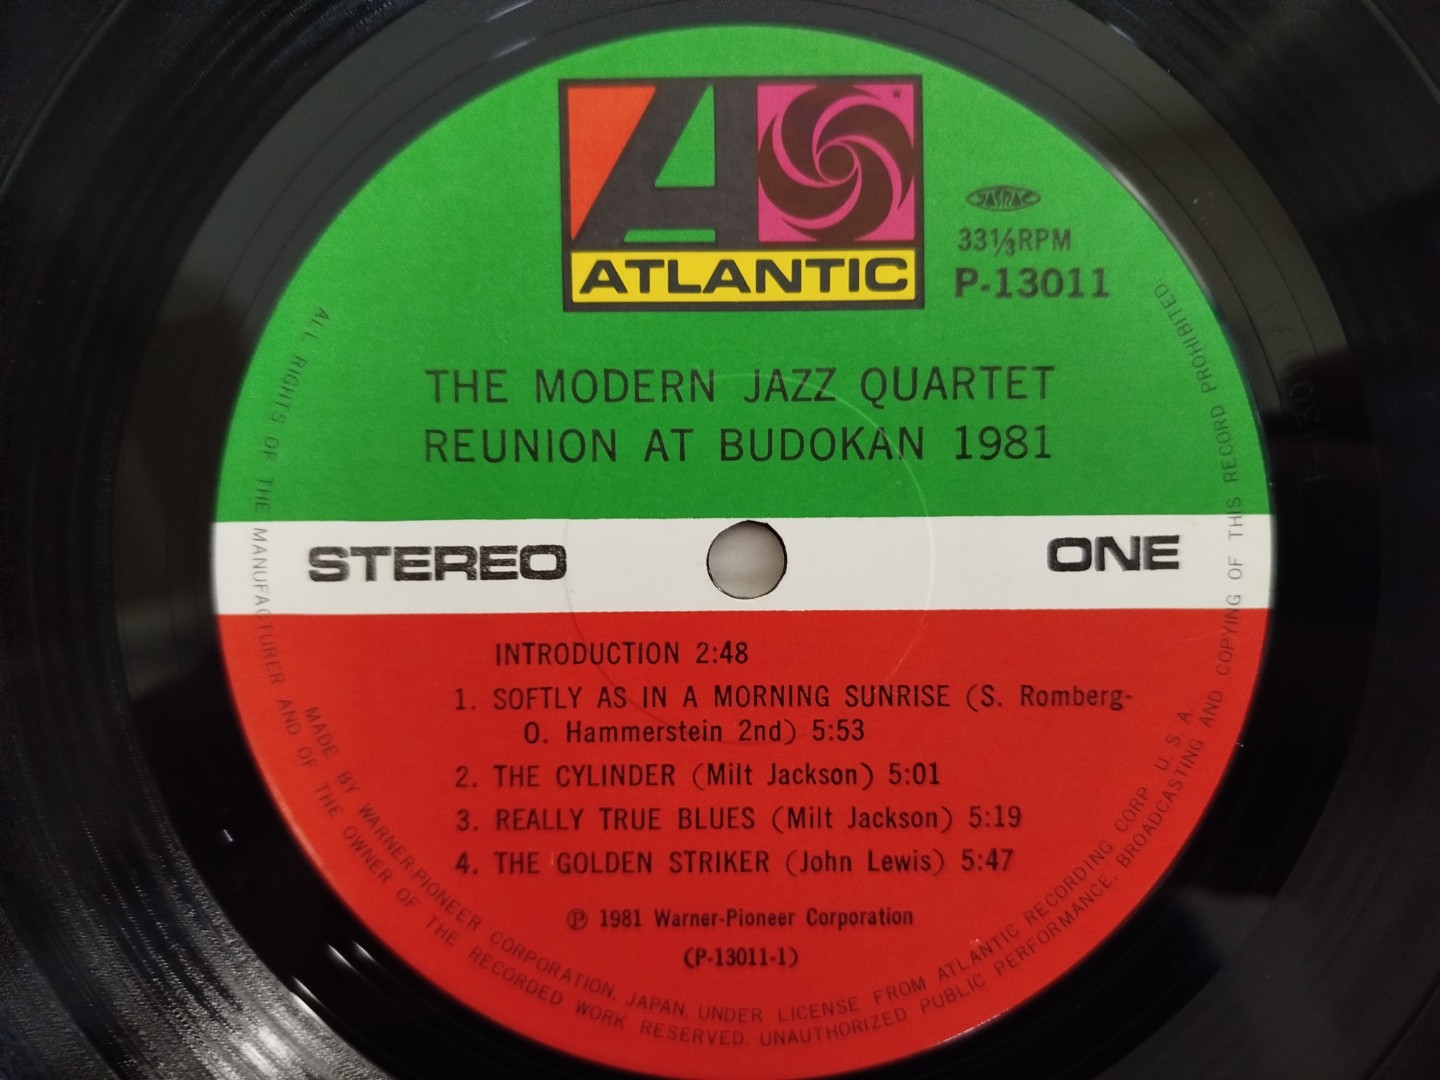 ATLANTIC
®
JASRAC
33⅓RPM
P-13011
THE MODERN JAZZ QUARTET
REUNION AT BUDOKAN 1981
STEREO
ONE
INTRODUCTION 2:48
1. SOFTLY AS IN A MORNING SUNRISE (S. Romberg-
O. Hammerstein 2nd) 5:53
2. THE CYLINDER (Milt Jackson) 5:01
3. REALLY TRUE BLUES (Milt Jackson) 5:19
4. THE GOLDEN STRIKER (John Lewis) 5:47
℗ 1981 Warner-Pioneer Corporation
(P-13011-1)
MADE BY WARNER-PIONEER CORPORATION, JAPAN, UNDER LICENSE FROM ATLANTIC RECORDING CORP U. S. A.
ALL RIGHTS OF THE MANUFACTURER AND OF THE OWNER OF THE RECORDED WORK RESERVED. UNAUTHORIZED PUBLIC PERFORMANCE, BROADCASTING AND COPYING OF THIS RECORD PROHIBITED.